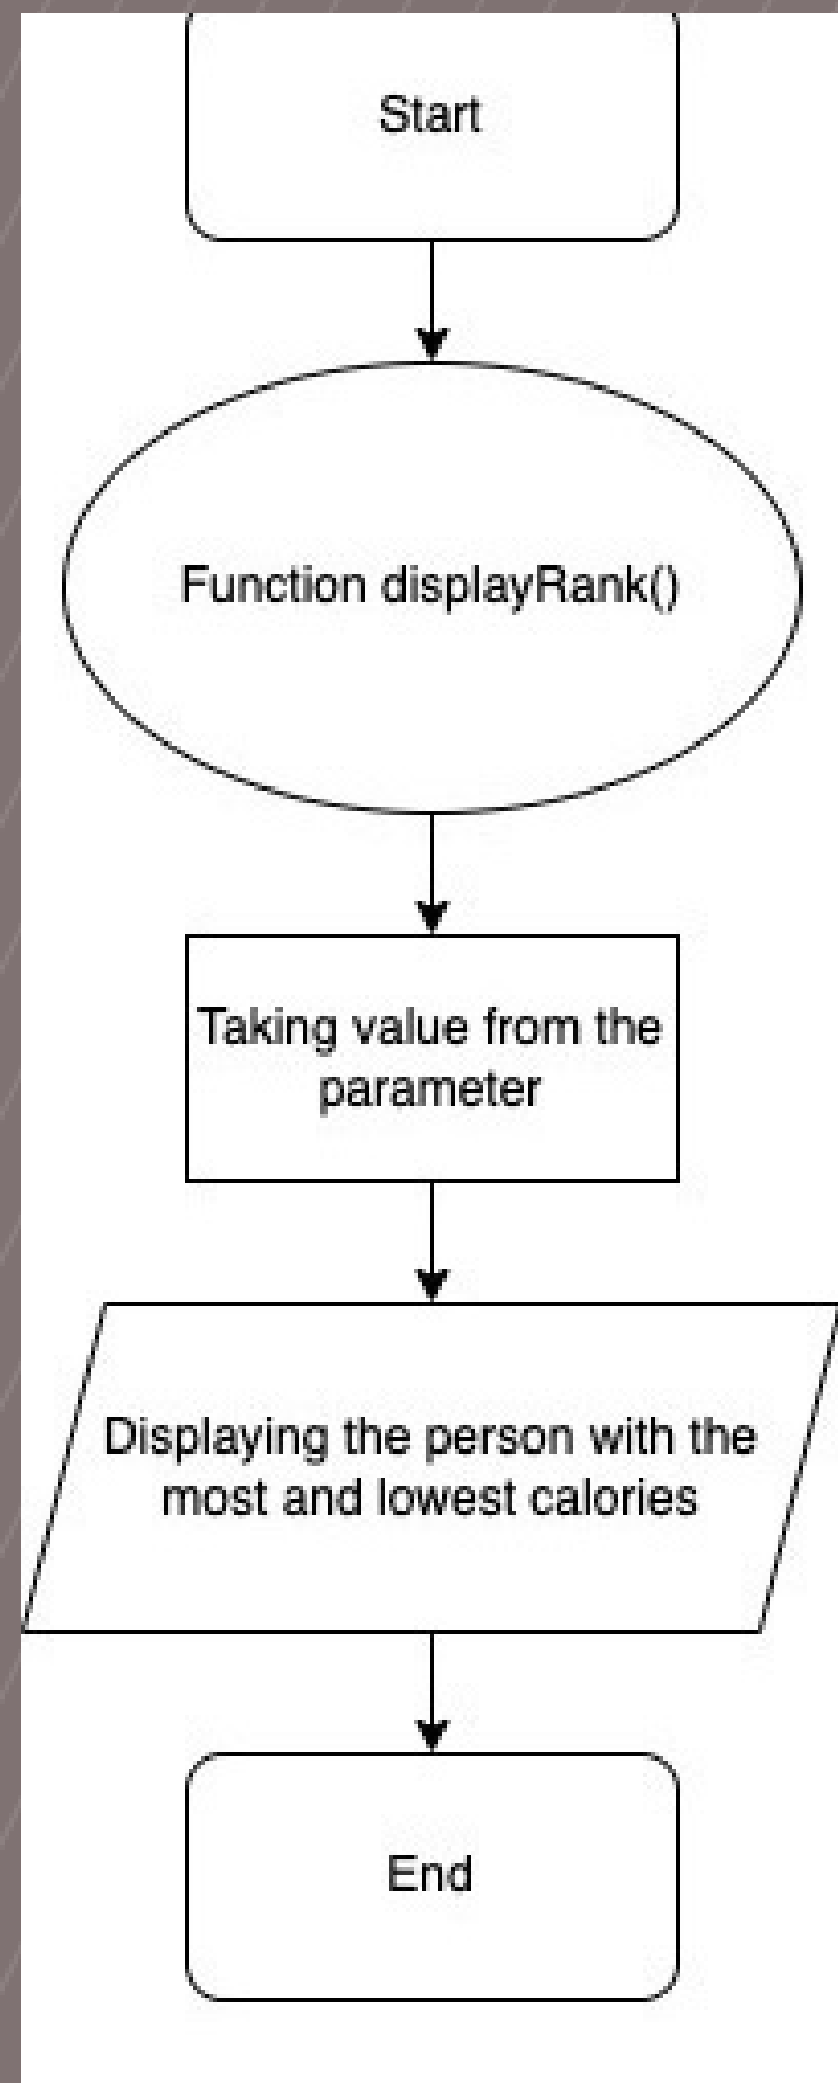 Start
Function displayRank()
Taking value from the
parameter
Displaying the person with the
most and lowest calories
End